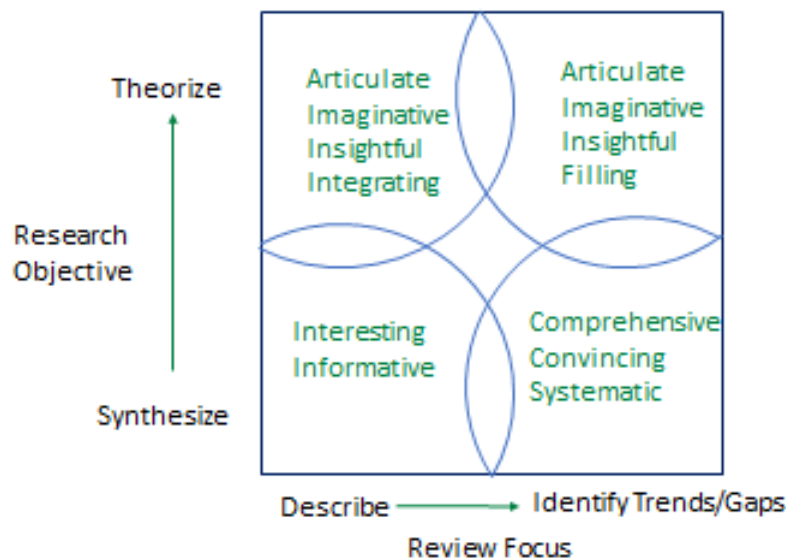 Theorize
Research
Objective
Synthesize
Articulate
Imaginative
Insightful
Integrating
Articulate
Imaginative
Insightful
Filling
Interesting
Informative
Comprehensive
Convincing
Systematic
Describe
Identify Trends/Gaps
Review Focus